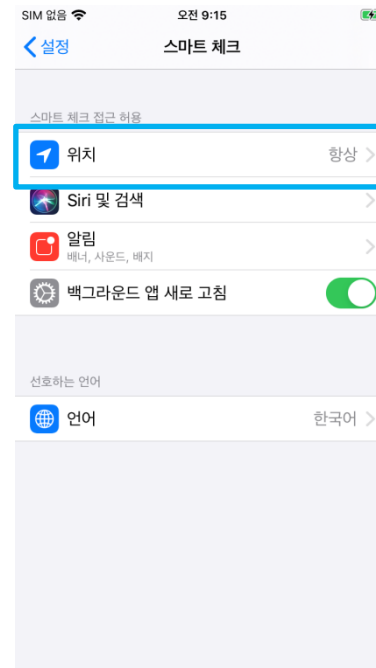 SIM 없음 오전 9:15
설정 스마트 체크
스마트 체크 접근 허용
위치 항상
Siri 및 검색
알림
배너, 사운드, 배지
백그라운드 앱 새로 고침
선호하는 언어
언어 한국어